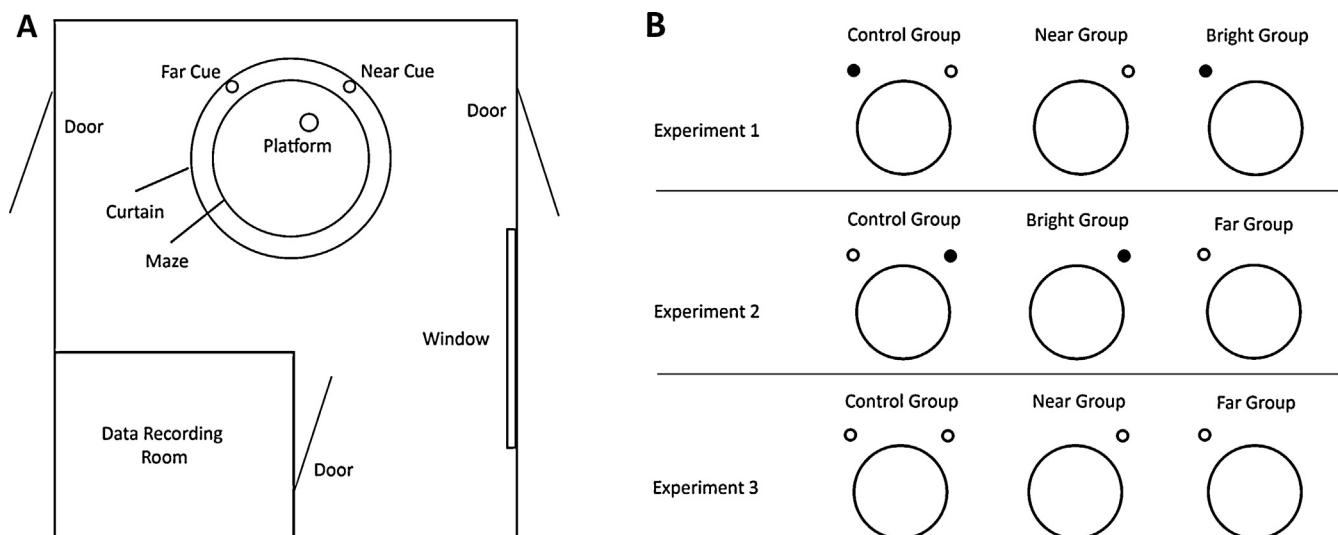 A
Far Cue
Near Cue
Door
Door
Platform
Curtain
Maze
Window
Data Recording
Room
Door
B
Control Group
Near Group
Bright Group
Experiment 1
Control Group
Bright Group
Far Group
Experiment 2
Control Group
Near Group
Far Group
Experiment 3